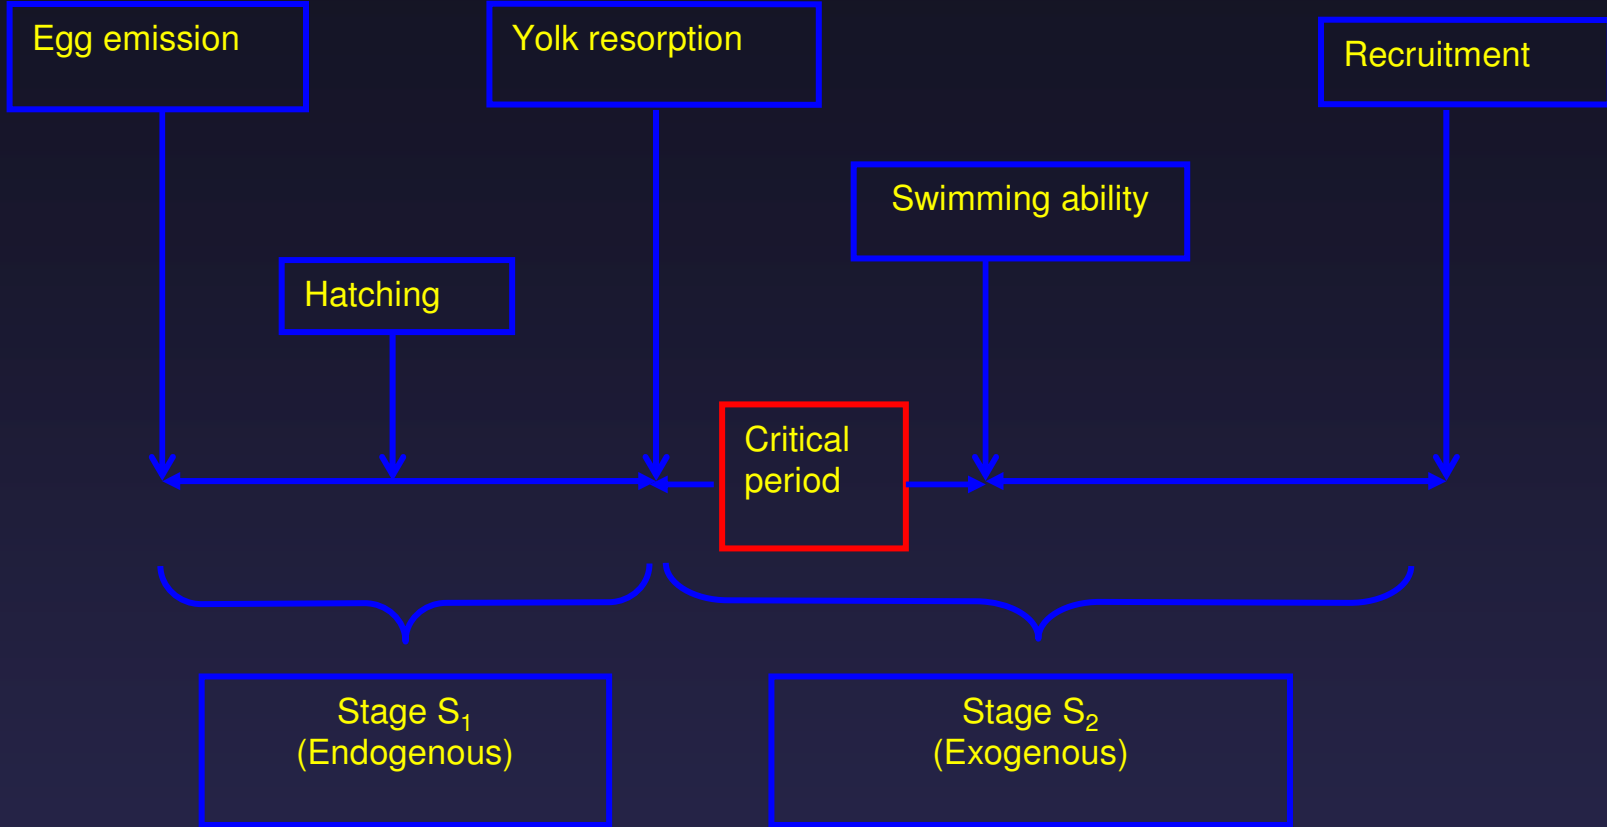 Egg emission
Yolk resorption
Recruitment
Swimming ability
Hatching
Critical
period
Stage S₁
(Endogenous)
Stage S₂
(Exogenous)